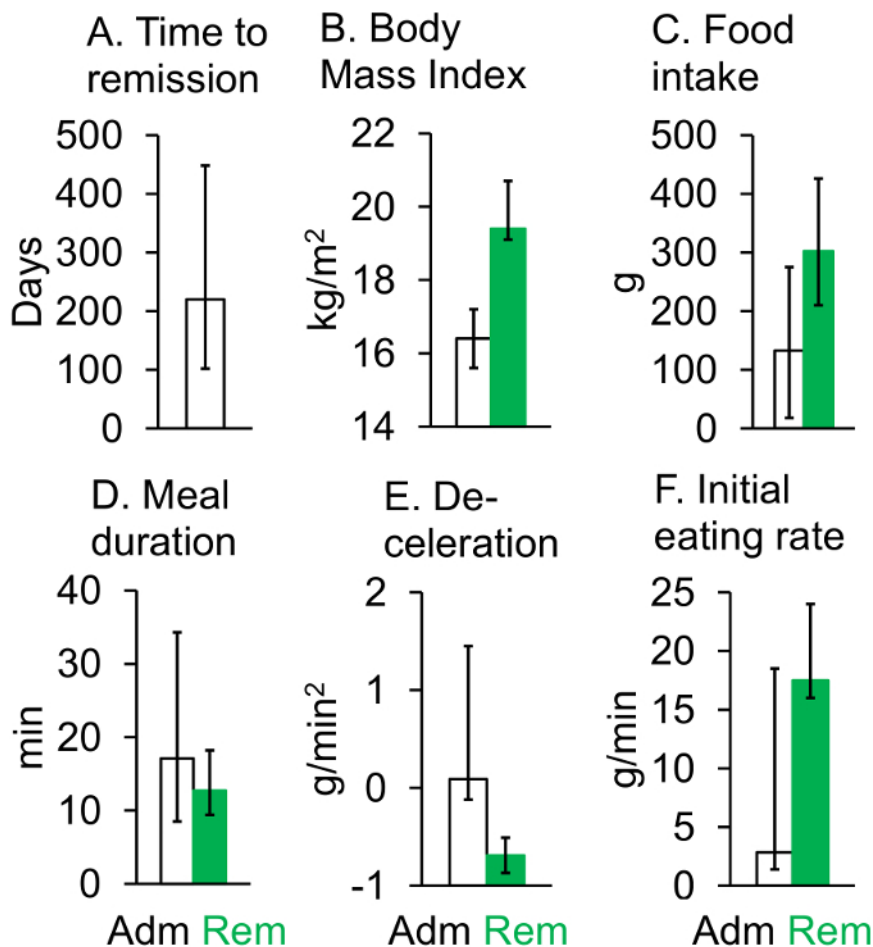 A. Time to
remission
B. Body
Mass Index
C. Food
intake
500
400
300
200
100
0
Days
22
20
18
16
14
kg/m²
500
400
300
200
100
0
g
D. Meal
duration
E. De-
celeration
F. Initial
eating rate
40
30
20
10
0
min
2
1
0
-1
g/min²
25
20
15
10
5
0
g/min
Adm Rem
Adm Rem
Adm Rem